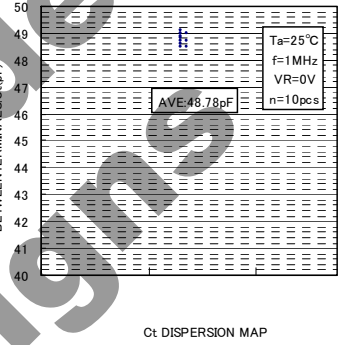 50
49
48
47
46
45
44
43
42
41
40
Ta=25°C
f=1MHz
VR=0V
n=10pcs
AVE:48.78pF
Ct DISPERSION MAP